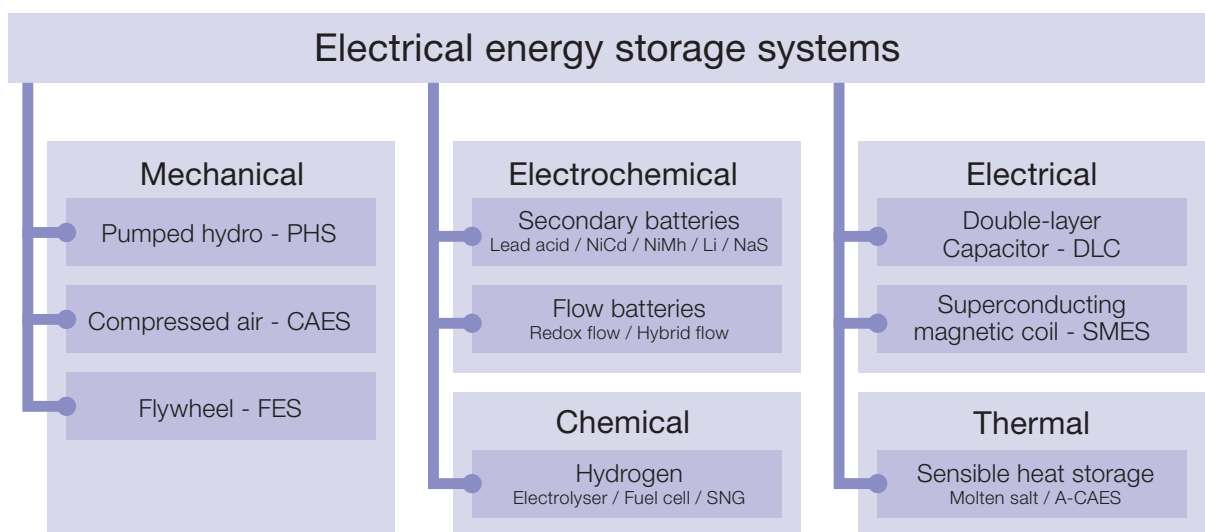 Electrical energy storage systems
Mechanical
Pumped hydro - PHS
Compressed air - CAES
Flywheel - FES
Electrochemical
Secondary batteries
Lead acid / NiCd / NiMh / Li / NaS
Flow batteries
Redox flow / Hybrid flow
Chemical
Hydrogen
Electrolyser / Fuel cell / SNG
Electrical
Double-layer
Capacitor - DLC
Superconducting
magnetic coil - SMES
Thermal
Sensible heat storage
Molten salt / A-CAES